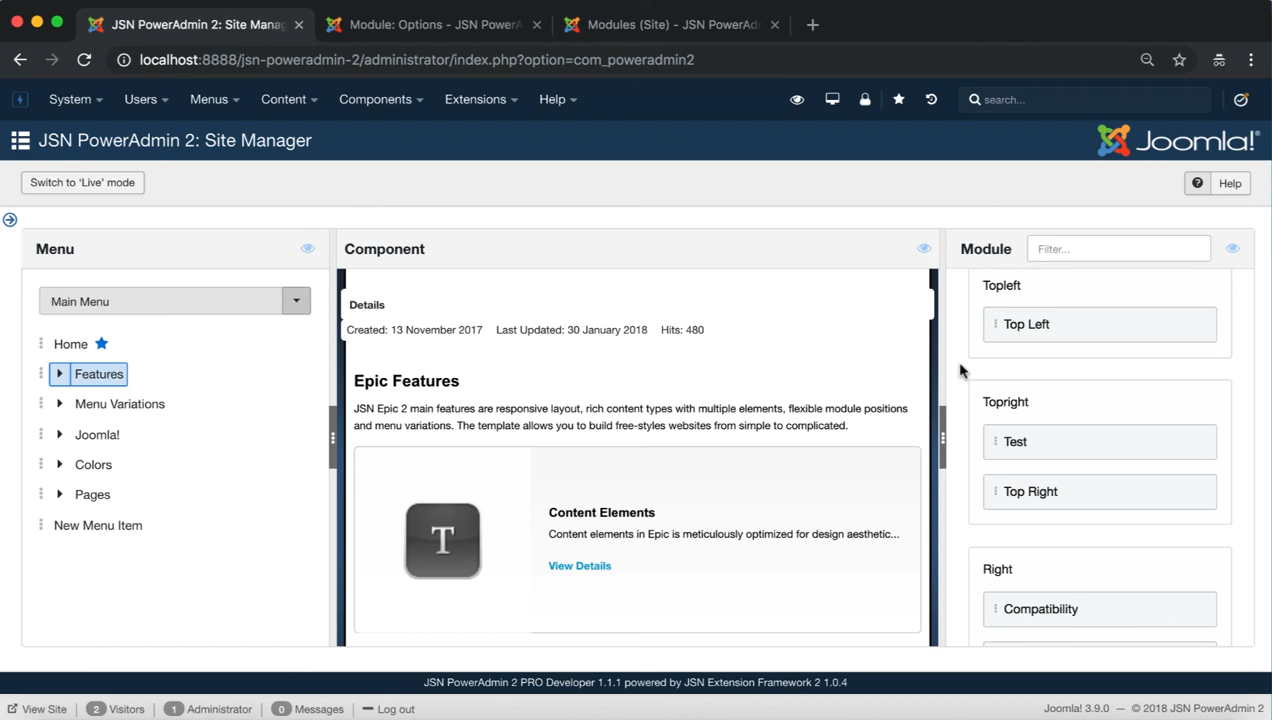 JSN PowerAdmin 2: Site Manag
Module: Options - JSN PowerA
Modules (Site) - JSN PowerAd
localhost:8888/jsn-poweradmin-2/administrator/index.php?option=com_poweradmin2
System Users Menus Content Components Extensions Help search...
JSN PowerAdmin 2: Site Manager
Joomla!
Switch to 'Live' mode
Help
Menu
Main Menu
Home
Features
Menu Variations
Joomla!
Colors
Pages
New Menu Item
Component
Details
Created: 13 November 2017 Last Updated: 30 January 2018 Hits: 480
Epic Features
JSN Epic 2 main features are responsive layout, rich content types with multiple elements, flexible module positions
and menu variations. The template allows you to build free-styles websites from simple to complicated.
T
Content Elements
Content elements in Epic is meticulously optimized for design aesthetic...
View Details
Module
Filter...
Topleft
Top Left
Topright
Test
Top Right
Right
Compatibility
JSN PowerAdmin 2 PRO Developer 1.1.1 powered by JSN Extension Framework 2 1.0.4
View Site 2 Visitors 1 Administrator 0 Messages Log out
Joomla! 3.9.0 — © 2018 JSN PowerAdmin 2